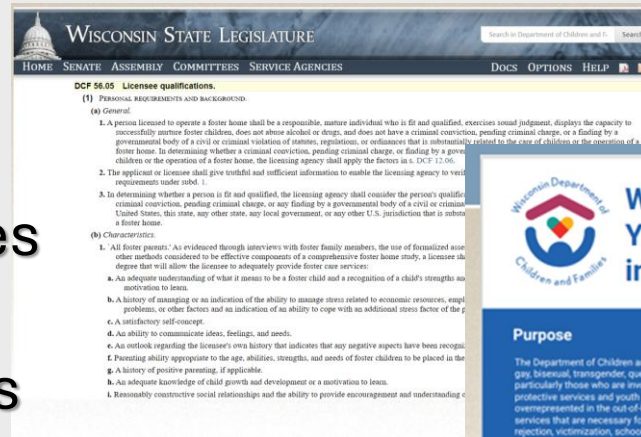 WISCONSIN STATE LEGISLATURE
Search in Department of Children and F
Search
HOME SENATE ASSEMBLY COMMITTEES SERVICE AGENCIES
DOCS OPTIONS HELP
DCF 56.05 Licensee qualifications.
(1) PERSONAL REQUIREMENTS AND BACKGROUND.
(a) General.
1. A person licensed to operate a foster home shall be a responsible, mature individual who is fit and qualified, exercises sound judgment, displays the capacity to
successfully nurture foster children, does not abuse alcohol or drugs, and does not have a criminal conviction, pending criminal charge, or a finding by a
governmental body of a civil or criminal violation of statutes, regulations, or ordinances that is substantially related to the care of children or the operation of a
foster home. In determining whether a criminal conviction, pending criminal charge, or finding by a gover
children or the operation of a foster home, the licensing agency shall apply the factors in s. DCF 12.06.
2. The applicant or licensee shall give truthful and sufficient information to enable the licensing agency to verif
requirements under subd. 1.
3. In determining whether a person is fit and qualified, the licensing agency shall consider the person's qualific
criminal conviction, pending criminal charge, or any finding by a governmental body of a civil or criminal
United States, this state, any other state, any local government, or any other U.S. jurisdiction that is substa
a foster home.
(b) Characteristics.
1. 'All foster parents.' As evidenced through interviews with foster family members, the use of formalized asse
other methods considered to be effective components of a comprehensive foster home study, a licensee sha
degree that will allow the licensee to adequately provide foster care services:
a. An adequate understanding of what it means to be a foster child and a recognition of a child's strengths an
motivation to learn.
b. A history of managing or an indication of the ability to manage stress related to economic resources, empl
problems, or other factors and an indication of an ability to cope with an additional stress factor of the p
c. A satisfactory self-concept.
d. An ability to communicate ideas, feelings, and needs.
e. An outlook regarding the licensee's own history that indicates that any negative aspects have been recogni
f. Parenting ability appropriate to the age, abilities, strengths, and needs of foster children to be placed in the
g. A history of positive parenting, if applicable.
h. An adequate knowledge of child growth and development or a motivation to learn.
i. Reasonably constructive social relationships and the ability to provide encouragement and understanding o
es
s
Wisconsin Department
Children and Families
W
Y
in
Purpose
The Department of Children a
gay, bisexual, transgender, que
particularly those who are inv
protective services and youth
overrepresented in the out-of-
services that are necessary fo
rejection, victimization, schoo